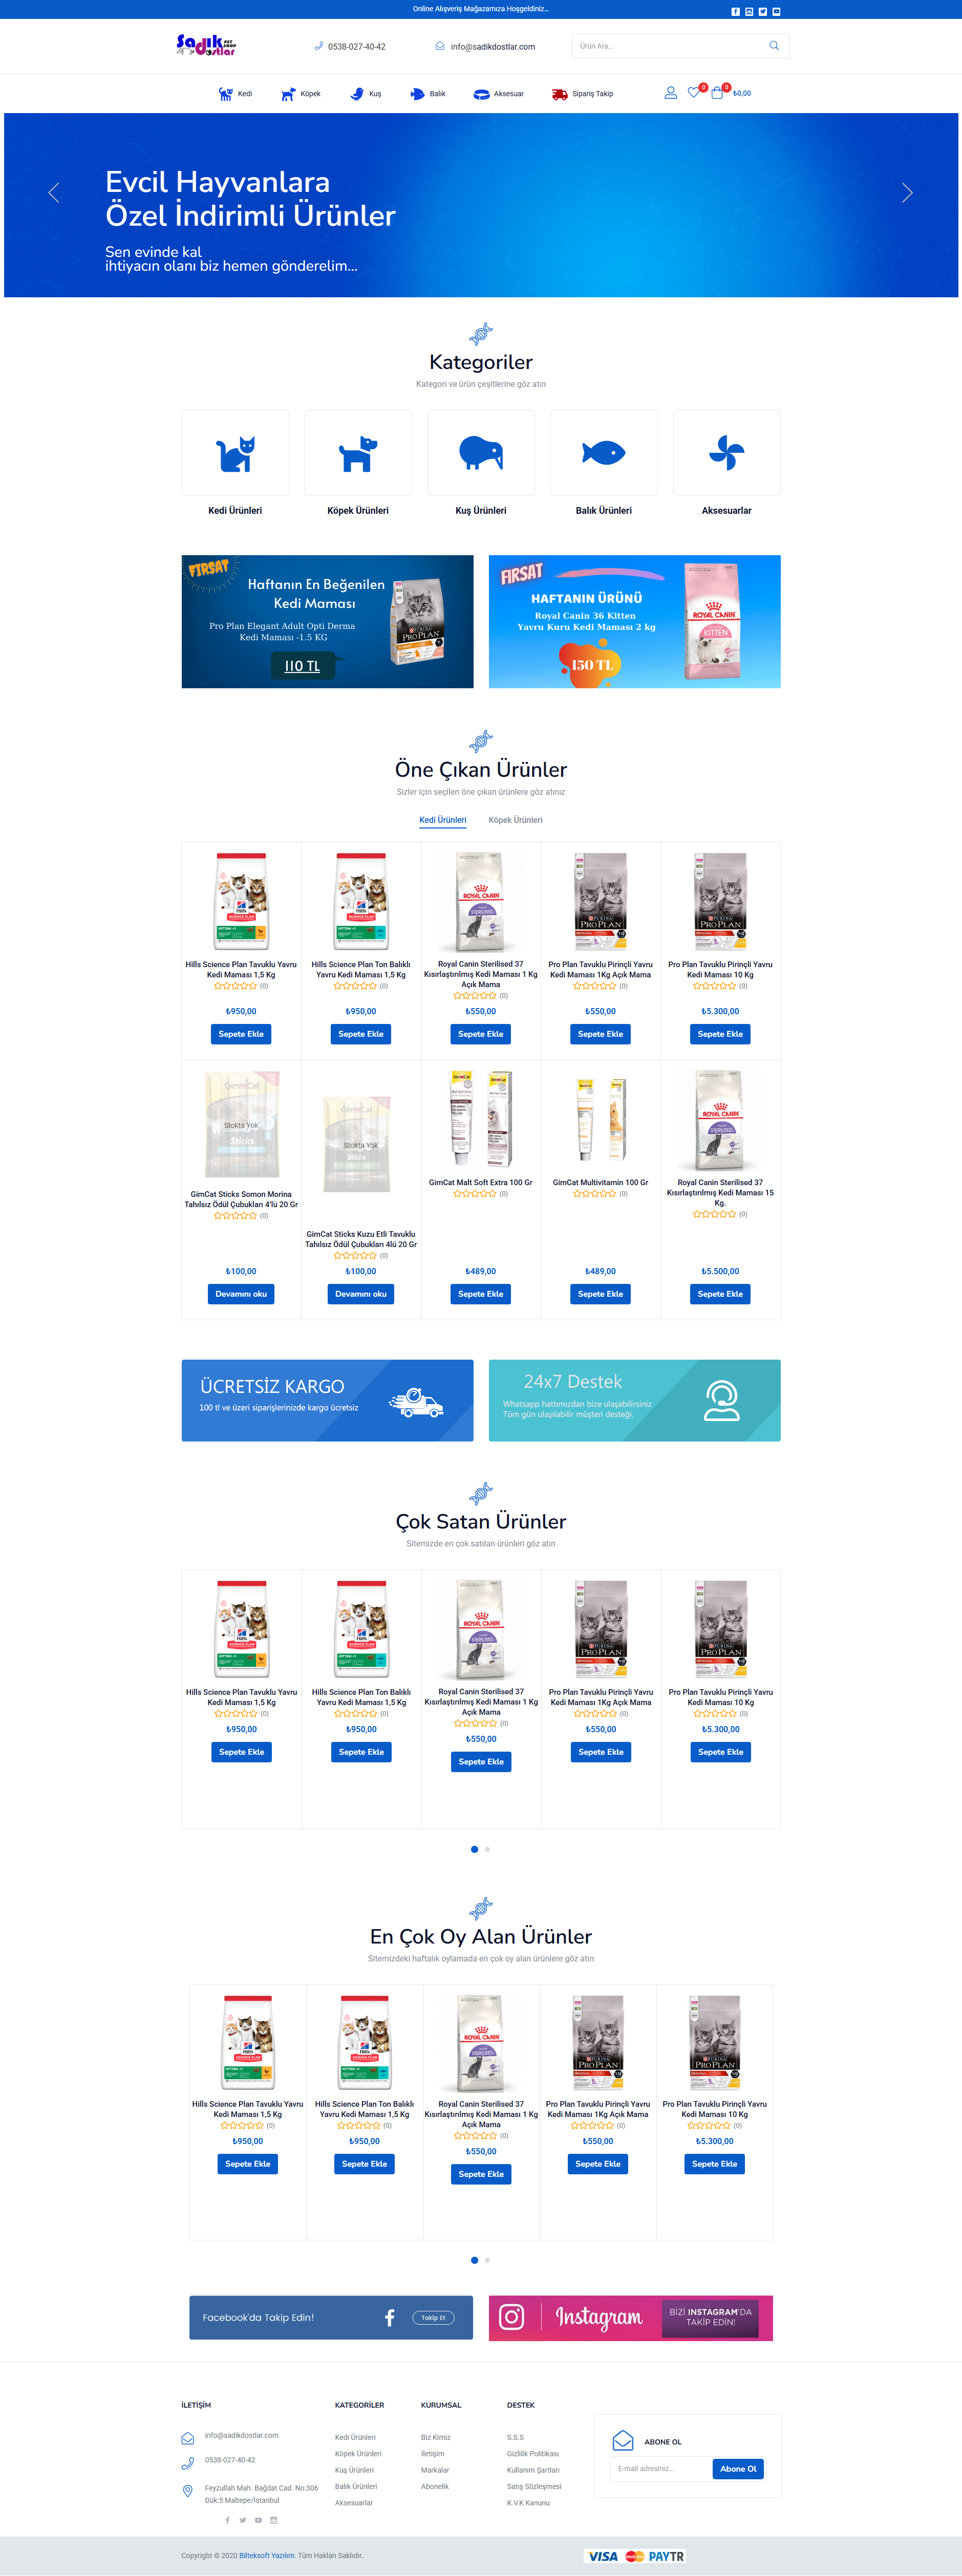 Online Alışveriş Mağazamıza Hoşgeldiniz...
Sadık Dostlar
PET SHOP
0538-027-40-42
info@sadikdostlar.com
Ürün Ara...
Kedi
Köpek
Kuş
Balık
Aksesuar
Sipariş Takip
0
0
₺0,00
Evcil Hayvanlara
Özel İndirimli Ürünler
Sen evinde kal
ihtiyacın olanı biz hemen gönderelim...
Kategoriler
Kategori ve ürün çeşitlerine göz atın
Kedi Ürünleri
Köpek Ürünleri
Kuş Ürünleri
Balık Ürünleri
Aksesuarlar
FIRSAT
Haftanın En Beğenilen
Kedi Maması
Pro Plan Elegant Adult Opti Derma
Kedi Maması -1.5 KG
110 TL
PRO PLAN
FIRSAT
HAFTANIN ÜRÜNÜ
Royal Canin 36 Kitten
Yavru Kuru Kedi Maması 2 kg
150 TL
ROYAL CANIN
KITTEN
Öne Çıkan Ürünler
Sizler için seçilen öne çıkan ürünlere göz atınız
Kedi Ürünleri
Köpek Ürünleri
Hills Science Plan Tavuklu Yavru
Kedi Maması 1,5 Kg
(0)
₺950,00
Sepete Ekle
Hills Science Plan Ton Balıklı
Yavru Kedi Maması 1,5 Kg
(0)
₺950,00
Sepete Ekle
Royal Canin Sterilised 37
Kısırlaştırılmış Kedi Maması 1 Kg
Açık Mama
(0)
₺550,00
Sepete Ekle
Pro Plan Tavuklu Pirinçli Yavru
Kedi Maması 1Kg Açık Mama
(0)
₺550,00
Sepete Ekle
Pro Plan Tavuklu Pirinçli Yavru
Kedi Maması 10 Kg
(0)
₺5.300,00
Sepete Ekle
Stokta Yok
GimCat Sticks Somon Morina
Tahılsız Ödül Çubukları 4'lü 20 Gr
(0)
₺100,00
Devamını oku
Stokta Yok
GimCat Sticks Kuzu Etli Tavuklu
Tahılsız Ödül Çubukları 4lü 20 Gr
(0)
₺100,00
Devamını oku
GimCat Malt Soft Extra 100 Gr
(0)
₺489,00
Sepete Ekle
GimCat Multivitamin 100 Gr
(0)
₺489,00
Sepete Ekle
Royal Canin Sterilised 37
Kısırlaştırılmış Kedi Maması 15
Kg.
(0)
₺5.500,00
Sepete Ekle
ÜCRETSİZ KARGO
100 tl ve üzeri siparişlerinizde kargo ücretsiz
24x7 Destek
Whatsapp hattımızdan bize ulaşabilirsiniz
Tüm gün ulaşılabilir müşteri desteği.
Çok Satan Ürünler
Sitemizde en çok satılan ürünleri göz atın
Hills Science Plan Tavuklu Yavru
Kedi Maması 1,5 Kg
(0)
₺950,00
Sepete Ekle
Hills Science Plan Ton Balıklı
Yavru Kedi Maması 1,5 Kg
(0)
₺950,00
Sepete Ekle
Royal Canin Sterilised 37
Kısırlaştırılmış Kedi Maması 1 Kg
Açık Mama
(0)
₺550,00
Sepete Ekle
Pro Plan Tavuklu Pirinçli Yavru
Kedi Maması 1Kg Açık Mama
(0)
₺550,00
Sepete Ekle
Pro Plan Tavuklu Pirinçli Yavru
Kedi Maması 10 Kg
(0)
₺5.300,00
Sepete Ekle
En Çok Oy Alan Ürünler
Sitemizdeki haftalık oylamada en çok oy alan ürünlere göz atın
Hills Science Plan Tavuklu Yavru
Kedi Maması 1,5 Kg
(0)
₺950,00
Sepete Ekle
Hills Science Plan Ton Balıklı
Yavru Kedi Maması 1,5 Kg
(0)
₺950,00
Sepete Ekle
Royal Canin Sterilised 37
Kısırlaştırılmış Kedi Maması 1 Kg
Açık Mama
(0)
₺550,00
Sepete Ekle
Pro Plan Tavuklu Pirinçli Yavru
Kedi Maması 1Kg Açık Mama
(0)
₺550,00
Sepete Ekle
Pro Plan Tavuklu Pirinçli Yavru
Kedi Maması 10 Kg
(0)
₺5.300,00
Sepete Ekle
Facebook'da Takip Edin!
Takip Et
Instagram
BİZİ INSTAGRAM'DA
TAKİP EDİN!
İLETİŞİM
info@sadikdostlar.com
0538-027-40-42
Feyzullah Mah. Bağdat Cad. No:306
Dük:5 Maltepe/İstanbul
KATEGORİLER
Kedi Ürünleri
Köpek Ürünleri
Kuş Ürünleri
Balık Ürünleri
Aksesuarlar
KURUMSAL
Biz Kimiz
İletişim
Markalar
Abonelik
DESTEK
S.S.S
Gizlilik Politikası
Kullanım Şartları
Satış Sözleşmesi
K.V.K Kanunu
ABONE OL
E-mail adresiniz...
Abone Ol
Copyright © 2020 Bilteksoft Yazılım. Tüm Hakları Saklıdır.
VISA
MasterCard
PAYTR